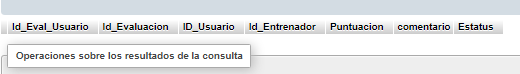 Id_Eval_Usuario Id_Evaluacion ID_Usuario Id_Entrenador Puntuacion comentario Estatus
Operaciones sobre los resultados de la consulta